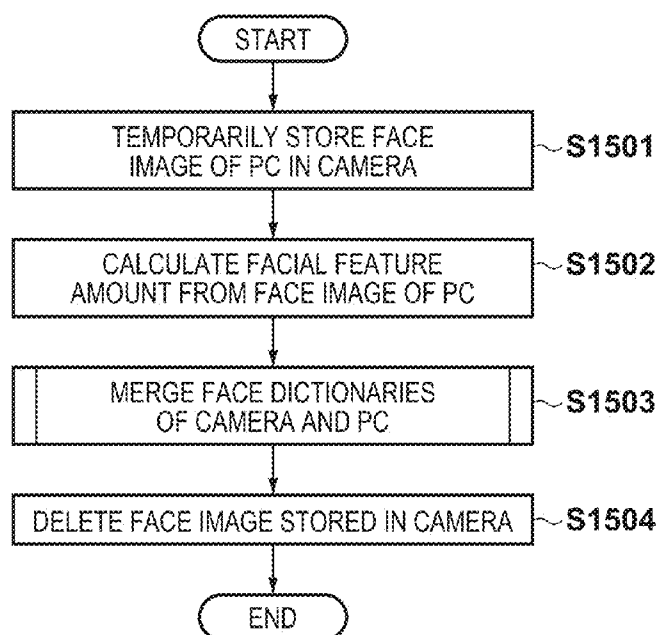 START
TEMPORARILY STORE FACE
IMAGE OF PC IN CAMERA
S1501
CALCULATE FACIAL FEATURE
AMOUNT FROM FACE IMAGE OF PC
S1502
MERGE FACE DICTIONARIES
OF CAMERA AND PC
S1503
DELETE FACE IMAGE STORED IN CAMERA
S1504
END